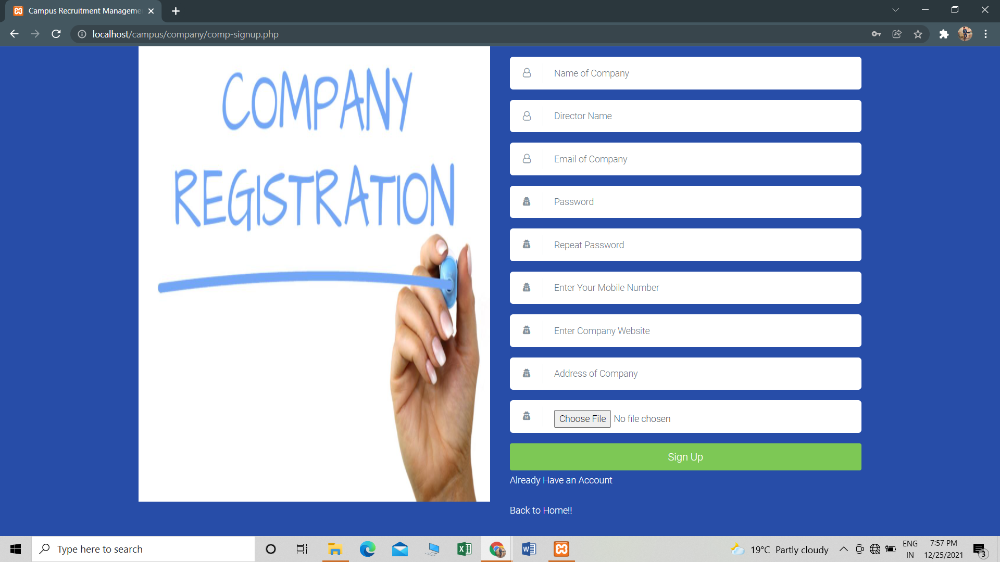 Campus Recruitment Manageme
localhost/campus/company/comp-signup.php
COMPANY
REGISTRATION
Name of Company
Director Name
Email of Company
Password
Repeat Password
Enter Your Mobile Number
Enter Company Website
Address of Company
Choose File No file chosen
Sign Up
Already Have an Account
Back to Home!!
Type here to search
19°C Partly cloudy
ENG
IN
7:57 PM
12/25/2021
3